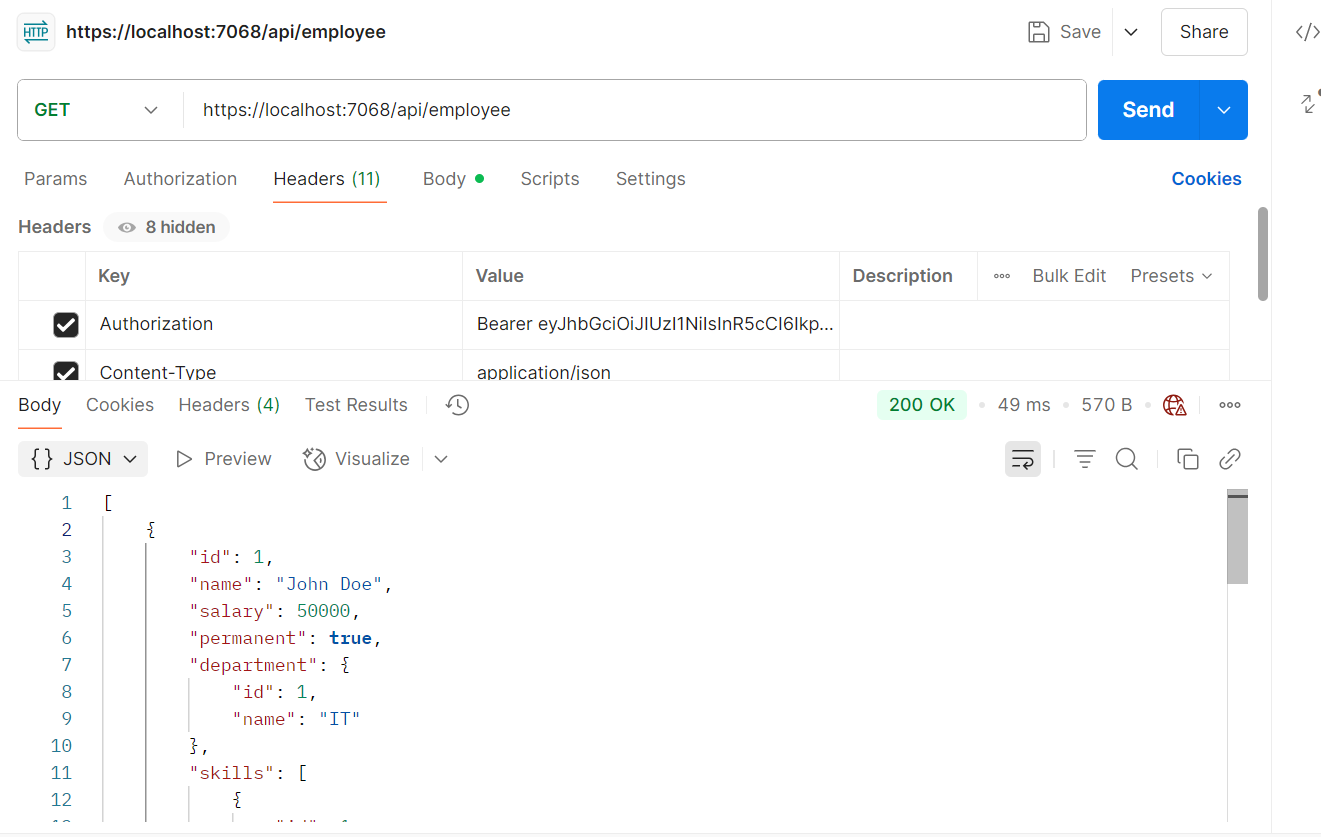 HTTP https://localhost:7068/api/employee Save Share </>
GET https://localhost:7068/api/employee Send
Params Authorization Headers (11) Body Scripts Settings Cookies
Headers 8 hidden
Key Value Description Bulk Edit Presets
Authorization Bearer eyJhbGciOiJIUzI1NiIsInR5cCI6Ikp...
Content-Type application/json
Body Cookies Headers (4) Test Results 200 OK 49 ms 570 B
{} JSON Preview Visualize
1 [
2 {
3 "id": 1,
4 "name": "John Doe",
5 "salary": 50000,
6 "permanent": true,
7 "department": {
8 "id": 1,
9 "name": "IT"
10 },
11 "skills": [
12 {